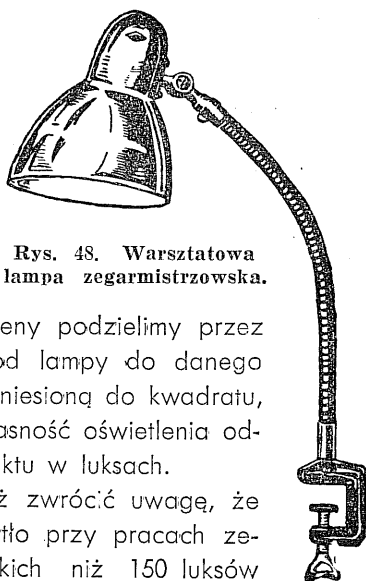 Rys. 48. Warsztatowa
lampa zegarmistrzowska.
eny podzielimy przez
od lampy do danego
niesioną do kwadratu,
asność oświetlenia od-
ktu w luksach.
ż zwrócić uwagę, że
tło przy pracach ze-
kich niż 150 luksów